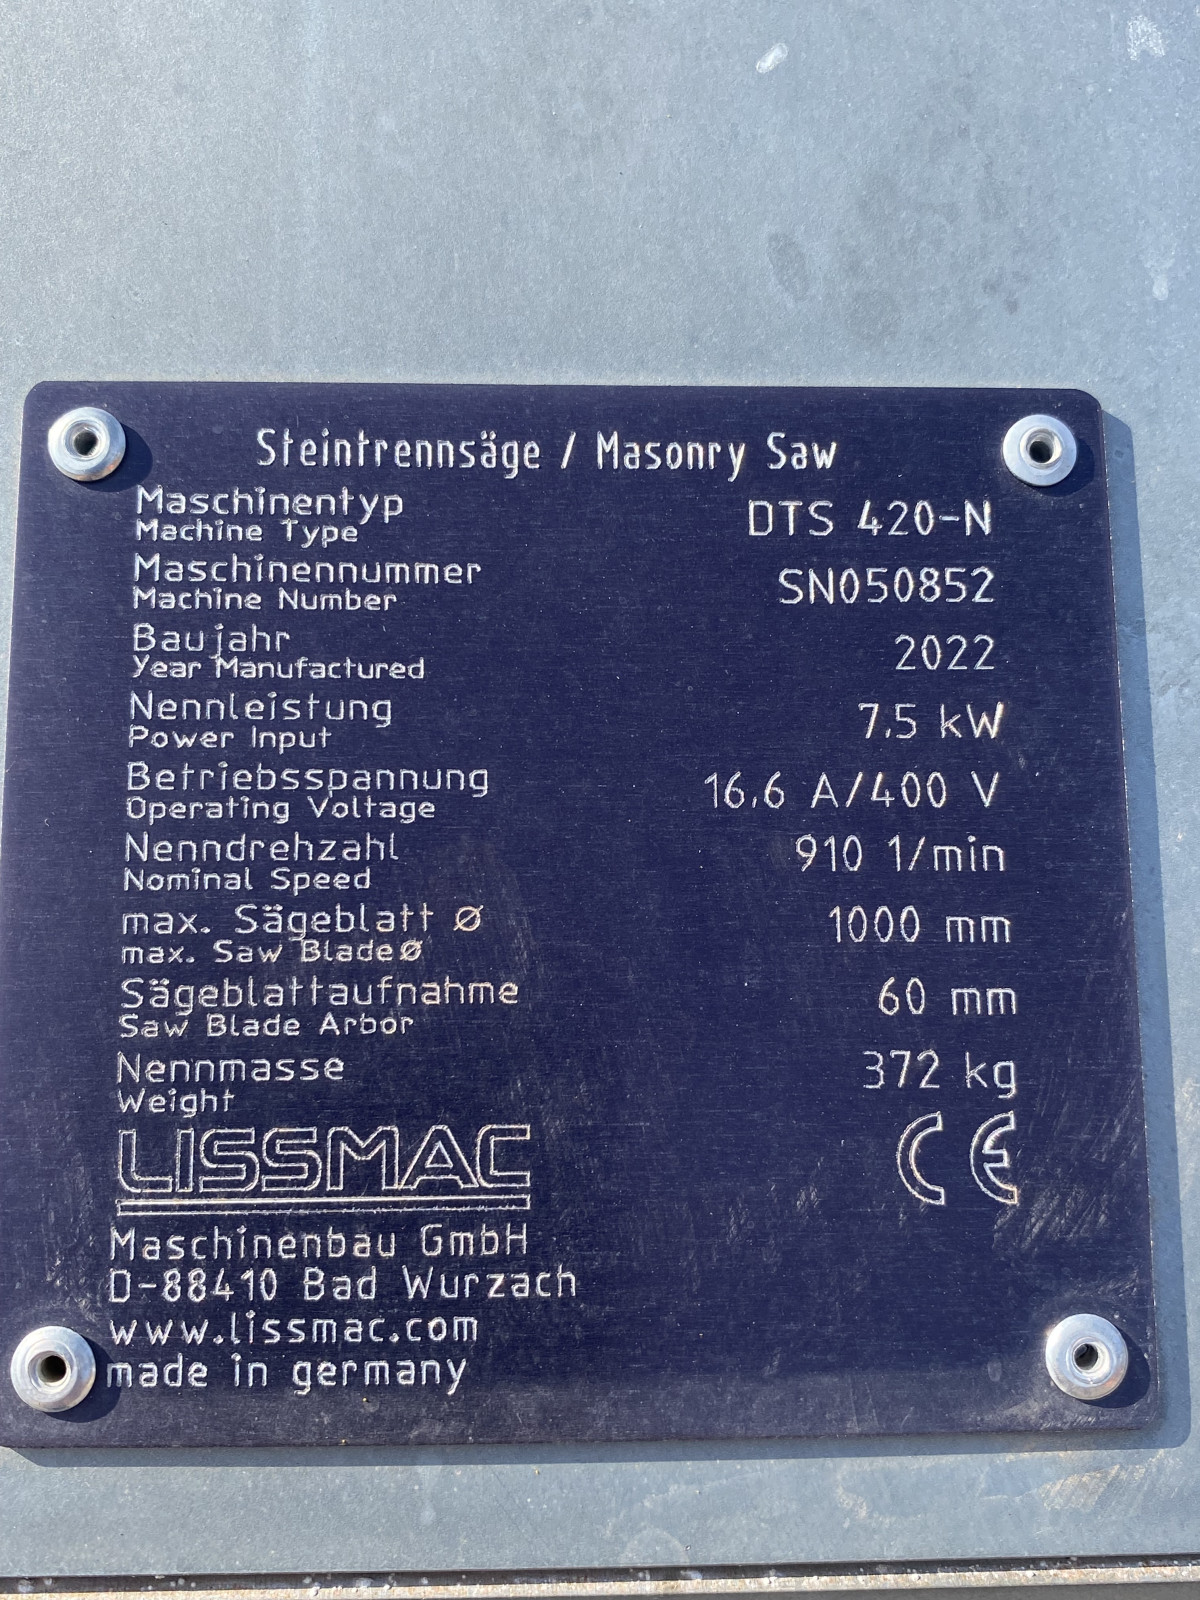 Steintrennsäge / Masonry Saw
Maschinentyp DTS 420-N
Machine Type
Maschinennummer SN050852
Machine Number
Baujahr 2022
Year Manufactured
Nennleistung 7,5 kW
Power Input
Betriebsspannung 16,6 A/400 V
Operating Voltage
Nenndrehzahl 910 1/min
Nominal Speed
max. Sägeblatt Ø 1000 mm
max. Saw Blade Ø
Sägeblattaufnahme 60 mm
Saw Blade Arbor
Nennmasse 372 kg
Weight
LISSMAC CE
Maschinenbau GmbH
D-88410 Bad Wurzach
www.lissmac.com
made in germany